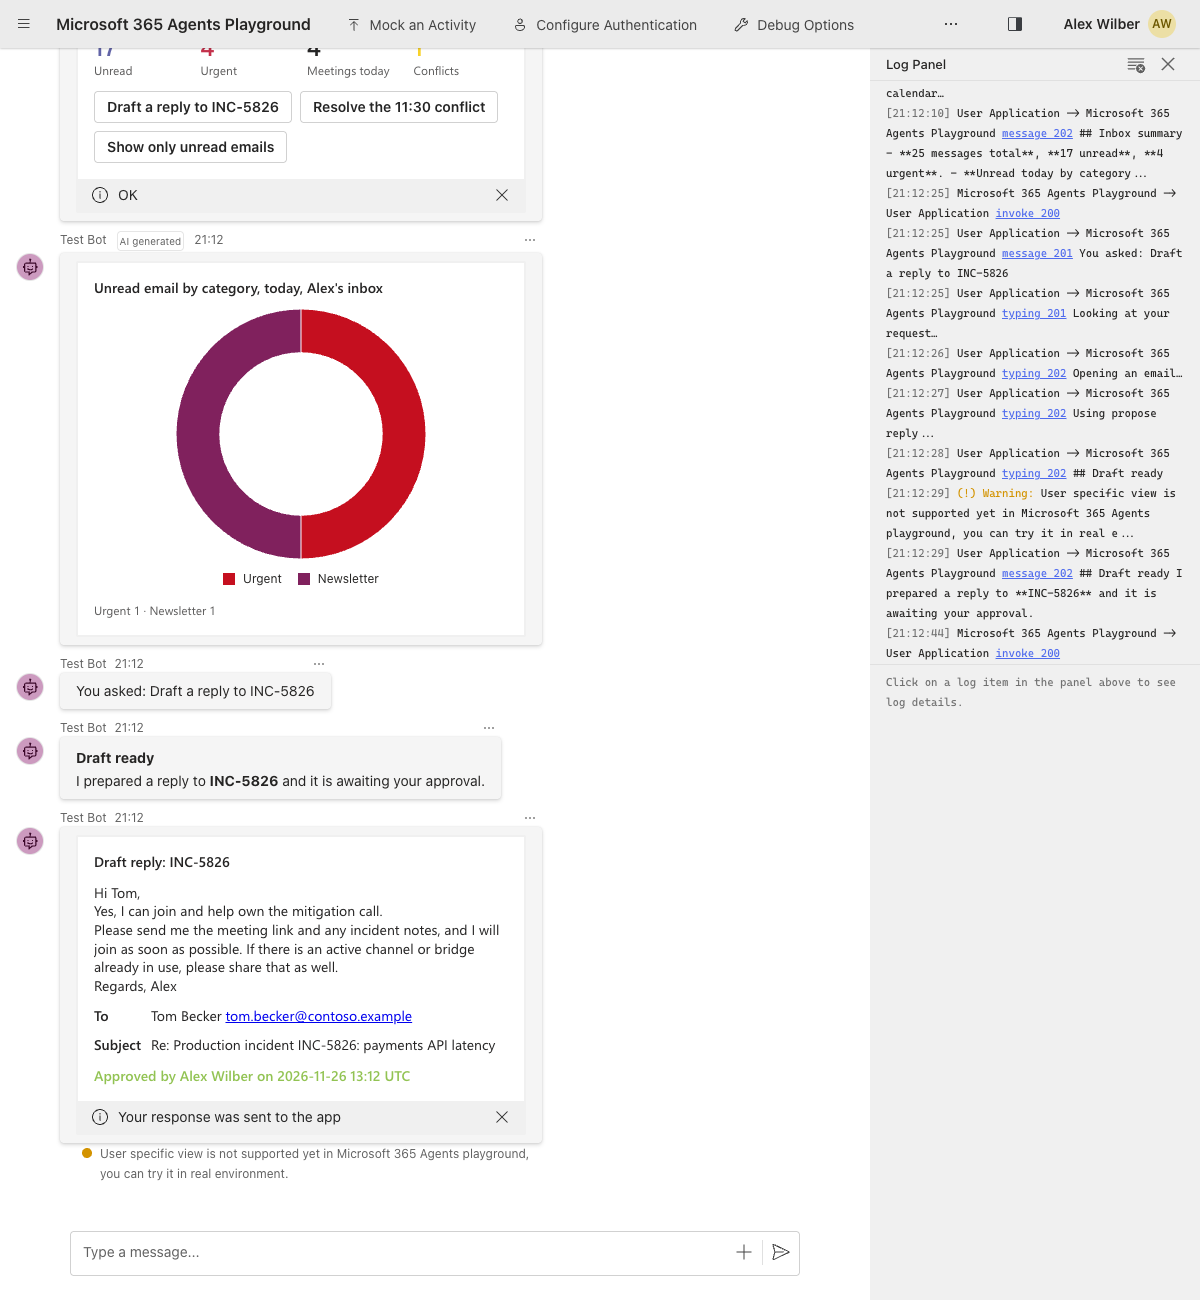 Microsoft 365 Agents Playground
Mock an Activity
Configure Authentication
Debug Options
Alex Wilber
AW
17
4
4
1
Unread
Urgent
Meetings today
Conflicts
Draft a reply to INC-5826
Resolve the 11:30 conflict
Show only unread emails
OK
Test Bot AI generated 21:12
Unread email by category, today, Alex's inbox
Urgent
Newsletter
Urgent 1 · Newsletter 1
Test Bot 21:12
You asked: Draft a reply to INC-5826
Test Bot 21:12
Draft ready
I prepared a reply to INC-5826 and it is awaiting your approval.
Test Bot 21:12
Draft reply: INC-5826
Hi Tom,
Yes, I can join and help own the mitigation call.
Please send me the meeting link and any incident notes, and I will
join as soon as possible. If there is an active channel or bridge
already in use, please share that as well.
Regards, Alex
To Tom Becker tom.becker@contoso.example
Subject Re: Production incident INC-5826: payments API latency
Approved by Alex Wilber on 2026-11-26 13:12 UTC
Your response was sent to the app
User specific view is not supported yet in Microsoft 365 Agents playground,
you can try it in real environment.
Type a message...
Log Panel
calendar…
[21:12:10] User Application -> Microsoft 365
Agents Playground message 202 ## Inbox summary
- **25 messages total**, **17 unread**, **4
urgent**. - **Unread today by category...
[21:12:25] Microsoft 365 Agents Playground ->
User Application invoke 200
[21:12:25] User Application -> Microsoft 365
Agents Playground message 201 You asked: Draft
a reply to INC-5826
[21:12:25] User Application -> Microsoft 365
Agents Playground typing 201 Looking at your
request…
[21:12:26] User Application -> Microsoft 365
Agents Playground typing 202 Opening an email…
[21:12:27] User Application -> Microsoft 365
Agents Playground typing 202 Using propose
reply...
[21:12:28] User Application -> Microsoft 365
Agents Playground typing 202 ## Draft ready
[21:12:29] (!) Warning: User specific view is
not supported yet in Microsoft 365 Agents
playground, you can try it in real e...
[21:12:29] User Application -> Microsoft 365
Agents Playground message 202 ## Draft ready I
prepared a reply to **INC-5826** and it is
awaiting your approval.
[21:12:44] Microsoft 365 Agents Playground ->
User Application invoke 200
Click on a log item in the panel above to see
log details.